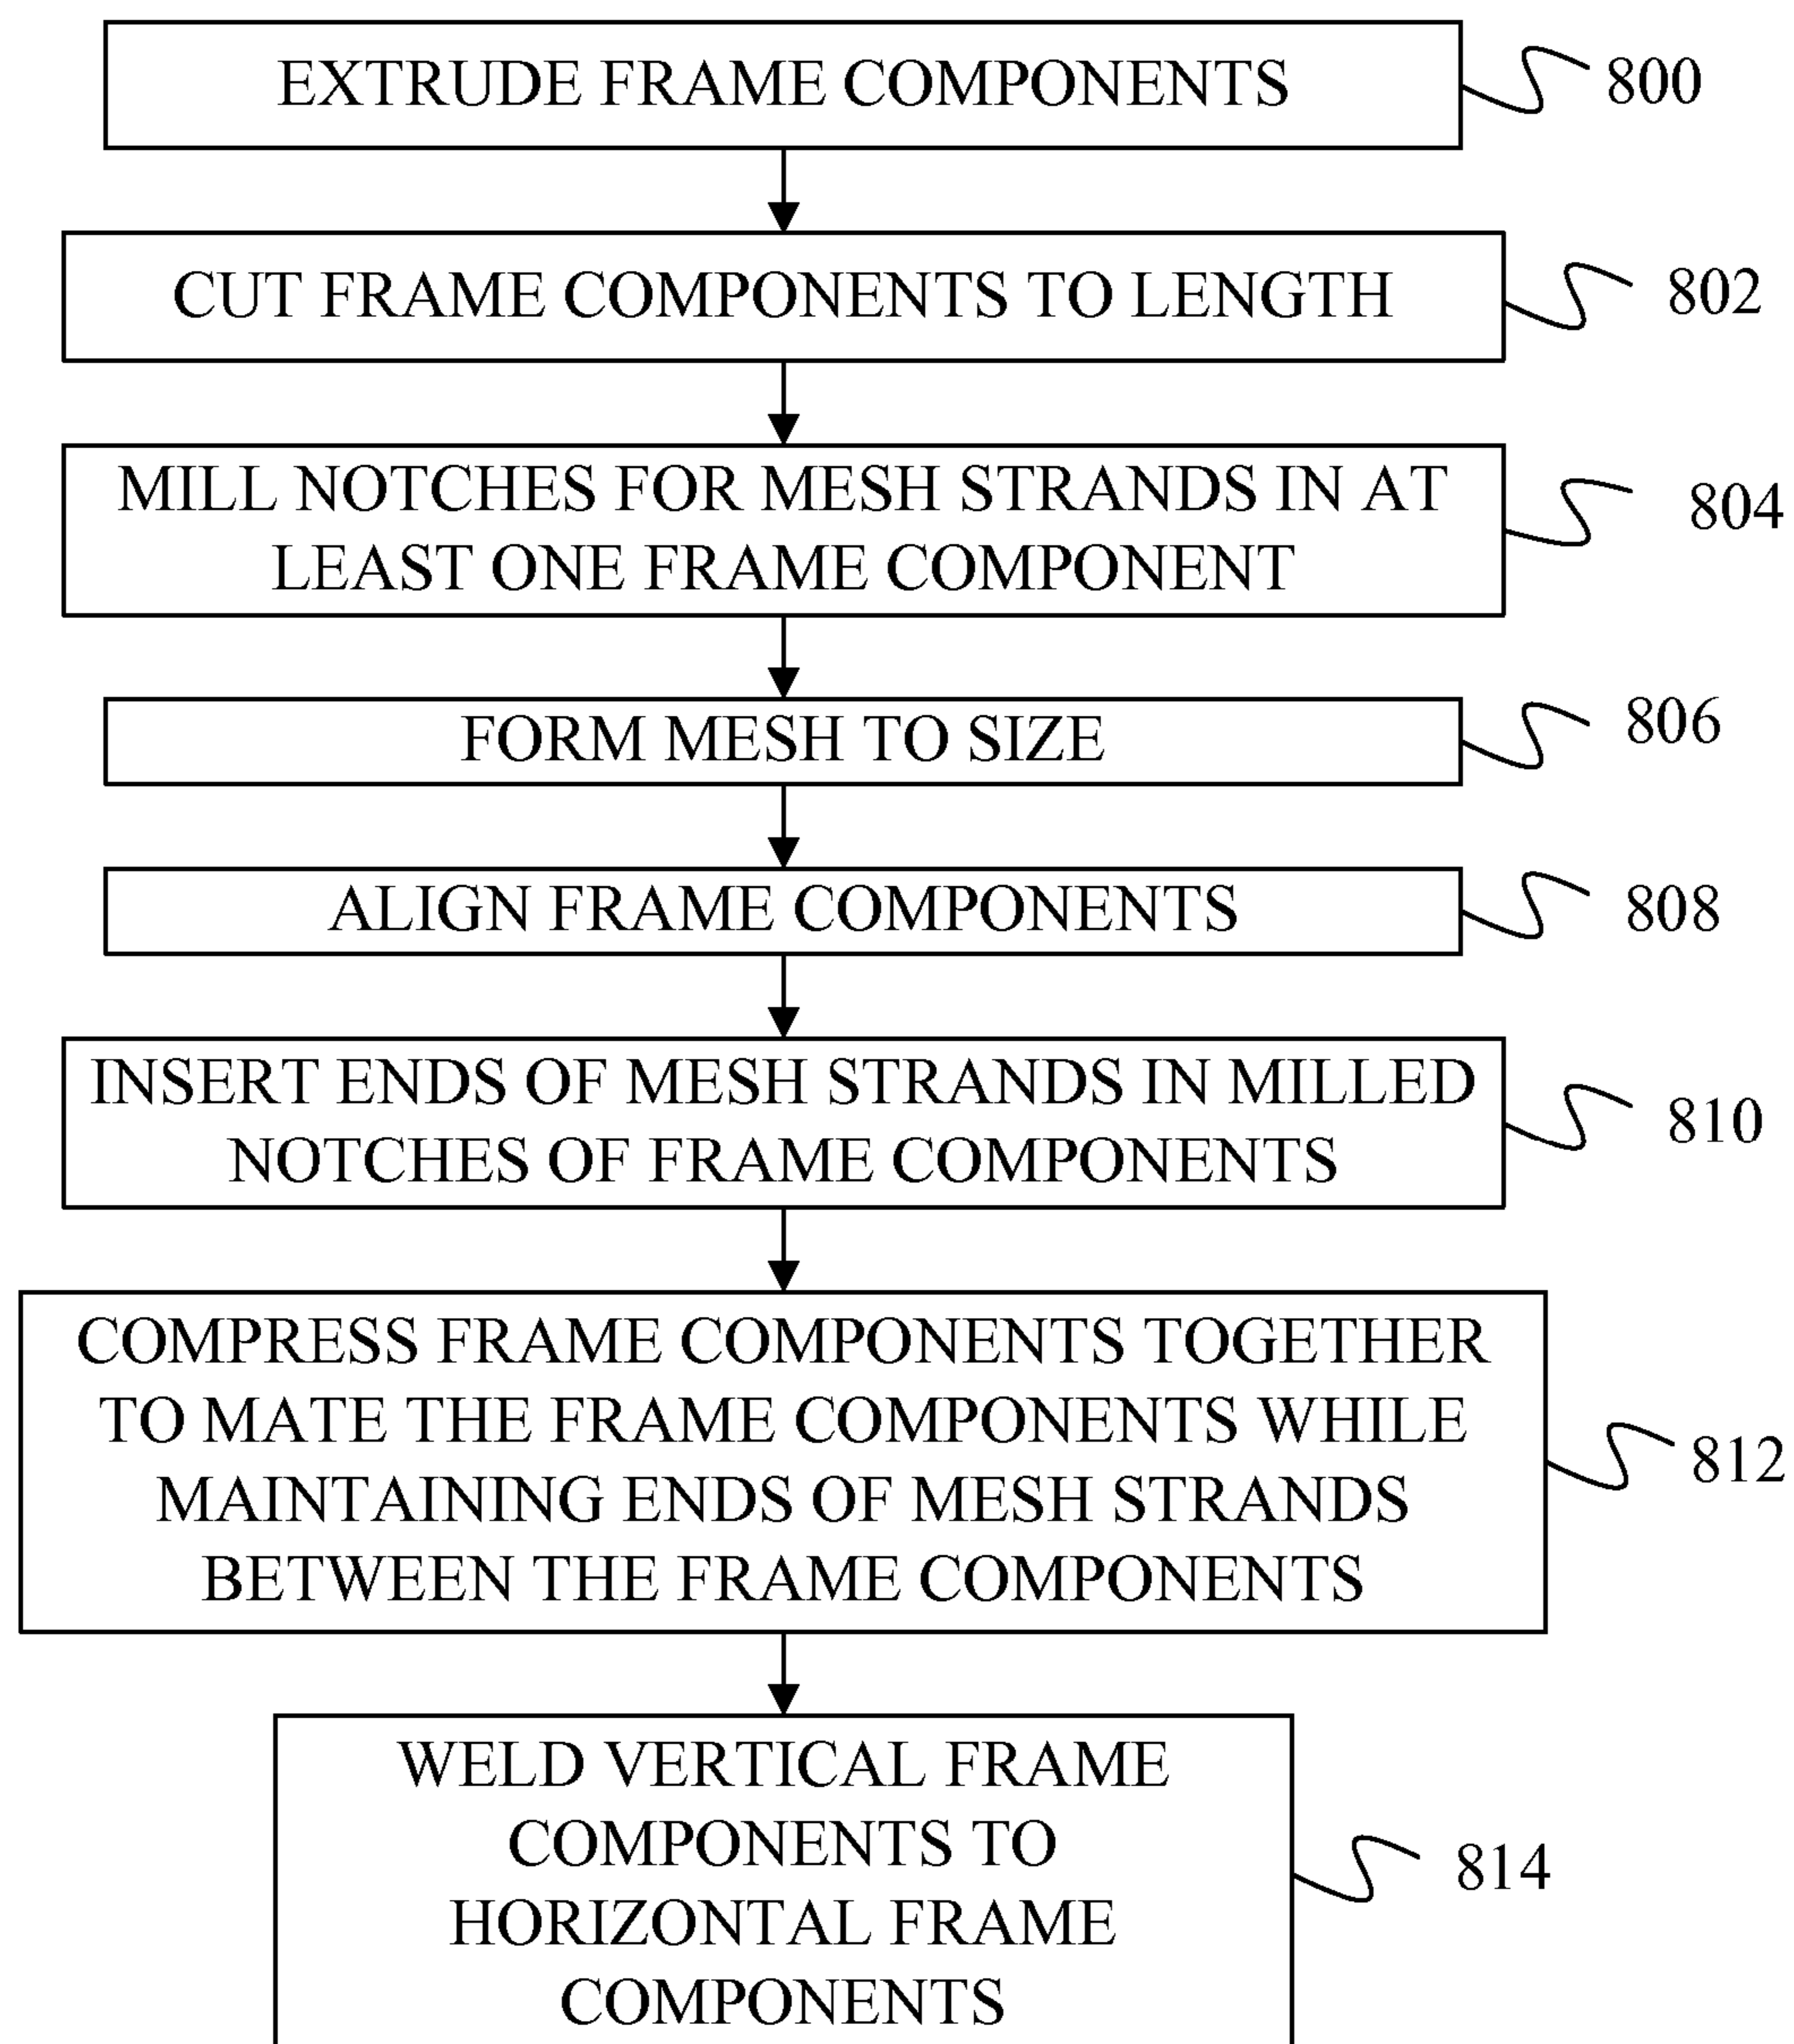 EXTRUDE FRAME COMPONENTS
800
CUT FRAME COMPONENTS TO LENGTH
802
MILL NOTCHES FOR MESH STRANDS IN AT
LEAST ONE FRAME COMPONENT
804
FORM MESH TO SIZE
806
ALIGN FRAME COMPONENTS
808
INSERT ENDS OF MESH STRANDS IN MILLED
NOTCHES OF FRAME COMPONENTS
810
COMPRESS FRAME COMPONENTS TOGETHER
TO MATE THE FRAME COMPONENTS WHILE
MAINTAINING ENDS OF MESH STRANDS
BETWEEN THE FRAME COMPONENTS
812
WELD VERTICAL FRAME
COMPONENTS TO
HORIZONTAL FRAME
COMPONENTS
814